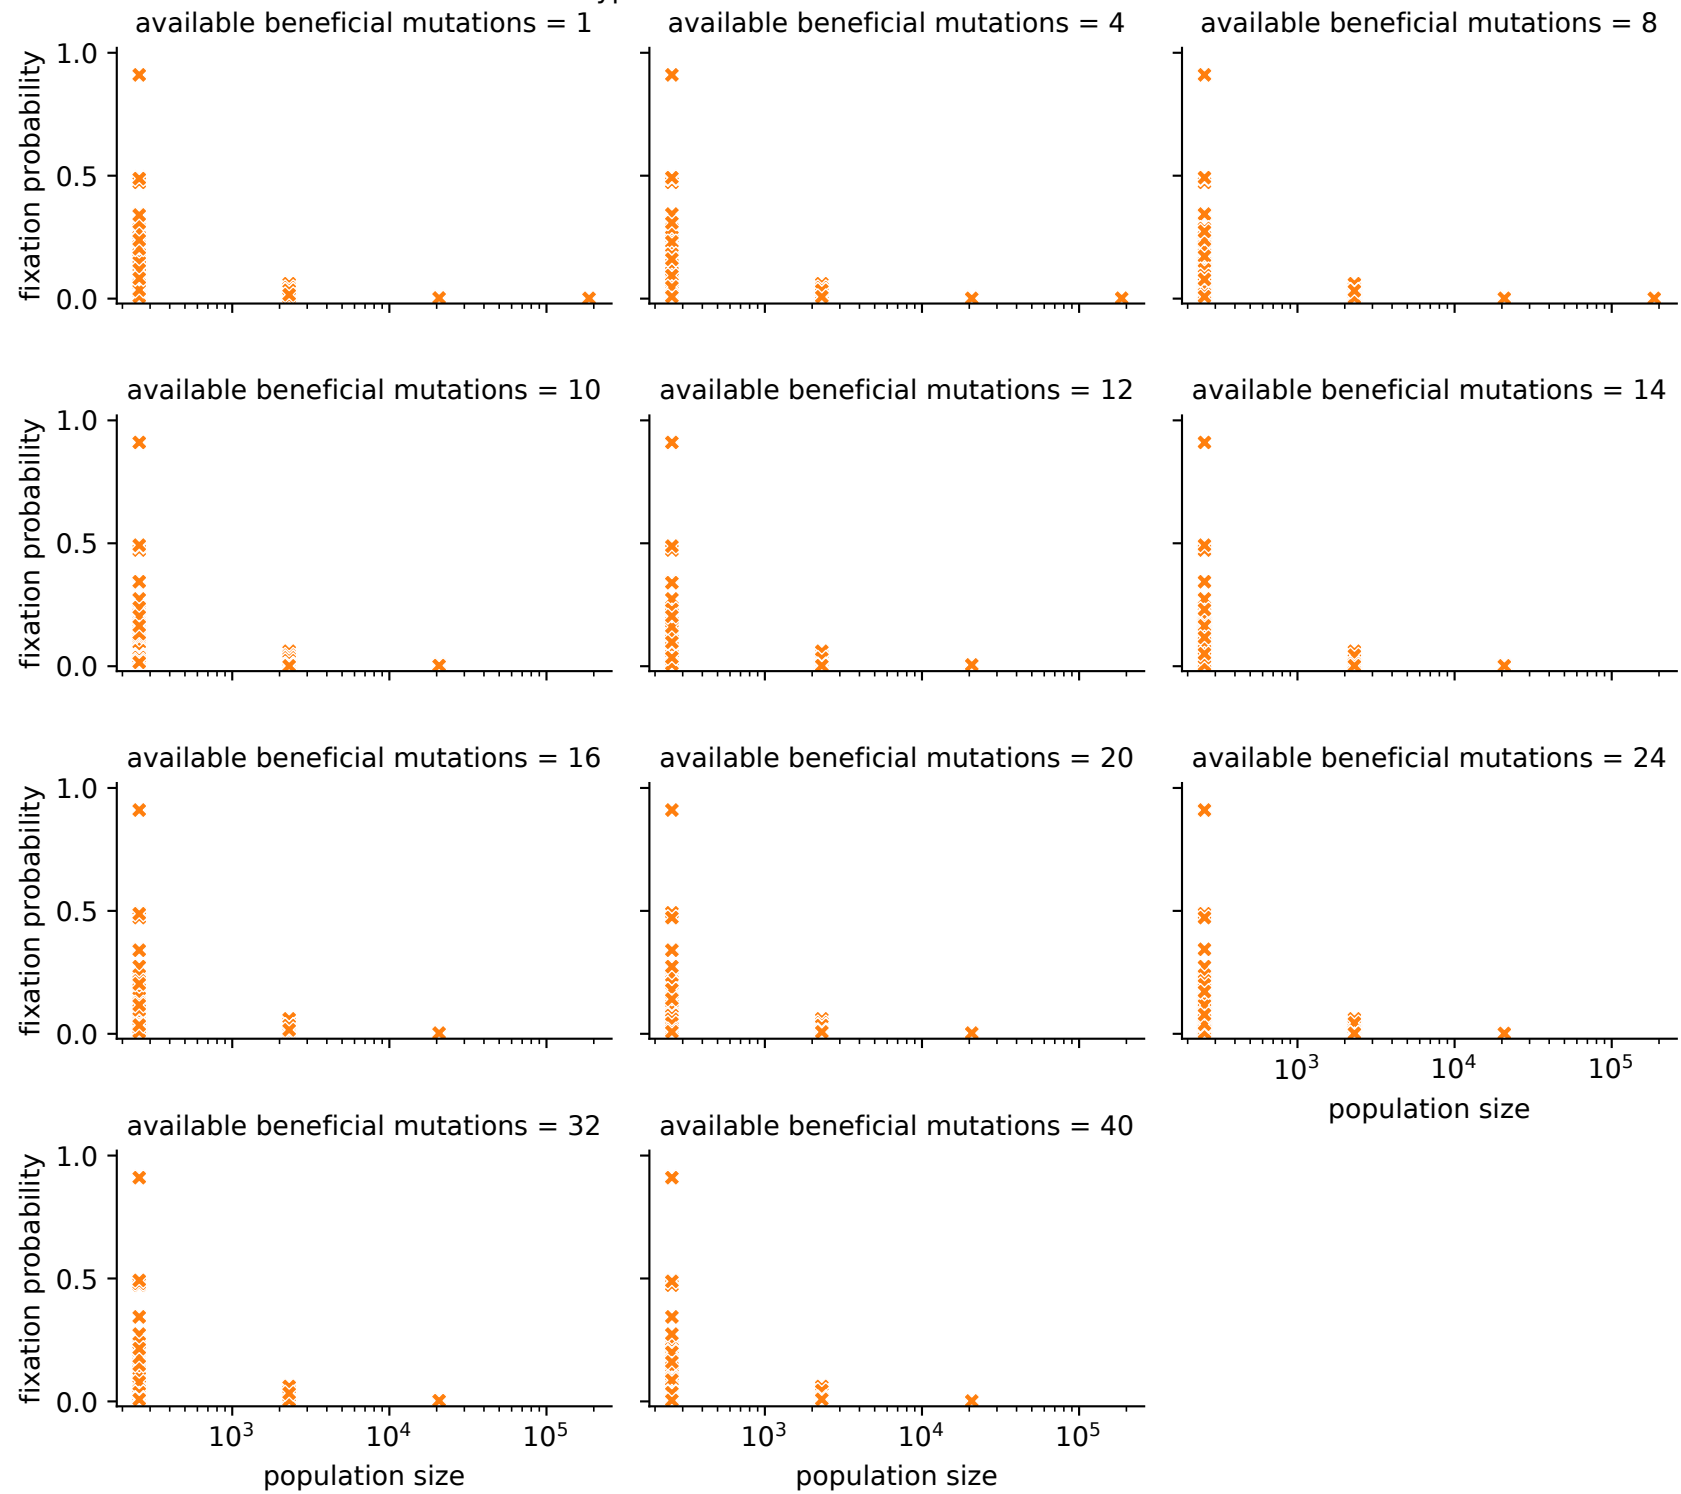 available beneficial mutations = 1
available beneficial mutations = 4
available beneficial mutations = 8
fixation probability
1.0
0.5
0.0
available beneficial mutations = 10
available beneficial mutations = 12
available beneficial mutations = 14
fixation probability
1.0
0.5
0.0
available beneficial mutations = 16
available beneficial mutations = 20
available beneficial mutations = 24
fixation probability
1.0
0.5
0.0
10³ 10⁴ 10⁵
population size
available beneficial mutations = 32
available beneficial mutations = 40
fixation probability
1.0
0.5
0.0
10³ 10⁴ 10⁵
10³ 10⁴ 10⁵
population size
population size